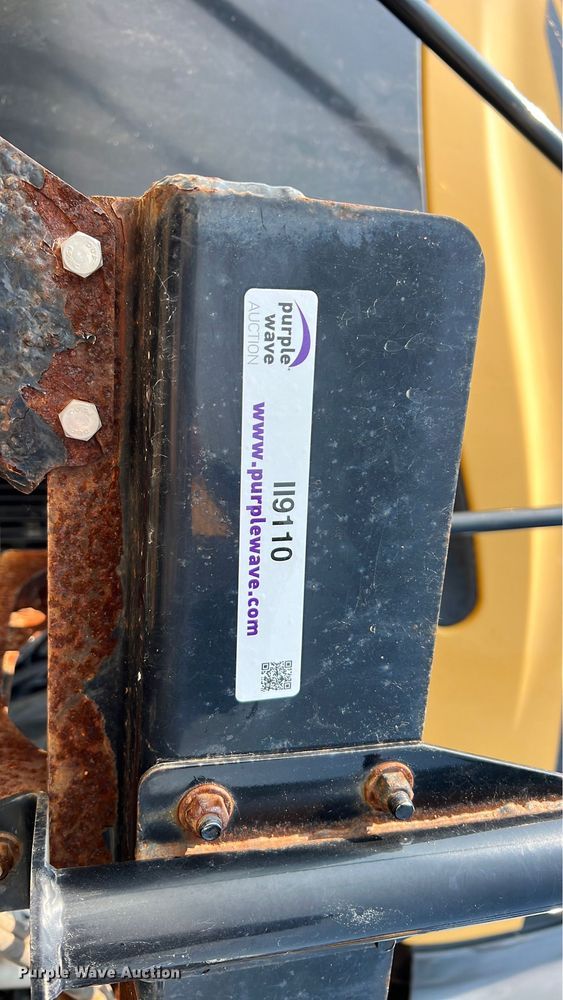 purple
wave
AUCTION
www.purplewave.com
II9110
Purple Wave Auction